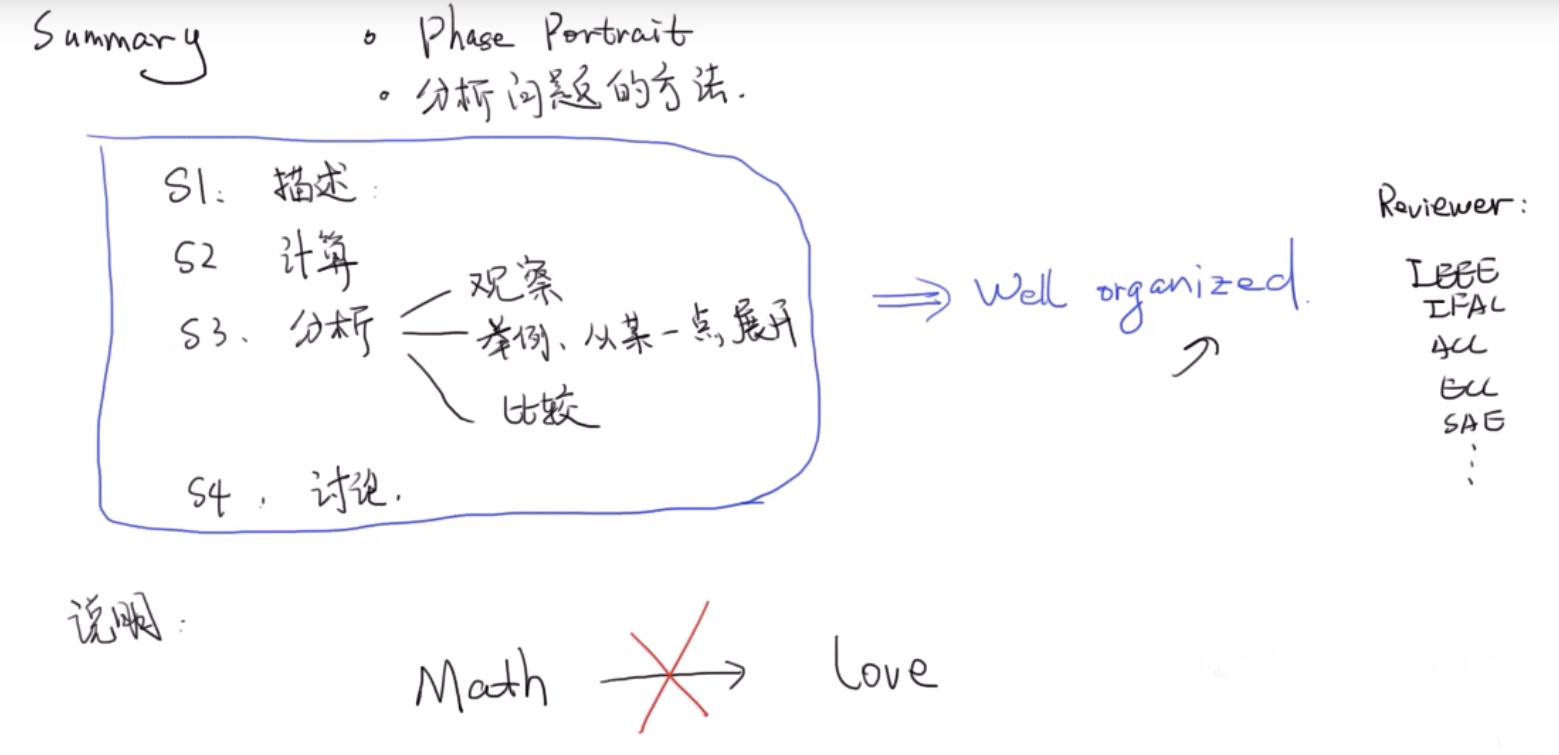 Summary
• Phase Portrait
• 分析问题的方法.
S1. 描述:
S2 计算
S3. 分析
观察
举例、从某一点展开
比较
S4. 讨论.
⇒ Well organized.
Reviewer:
IEEE
IFAC
ACC
ECC
SAE
说明:
Math → Love